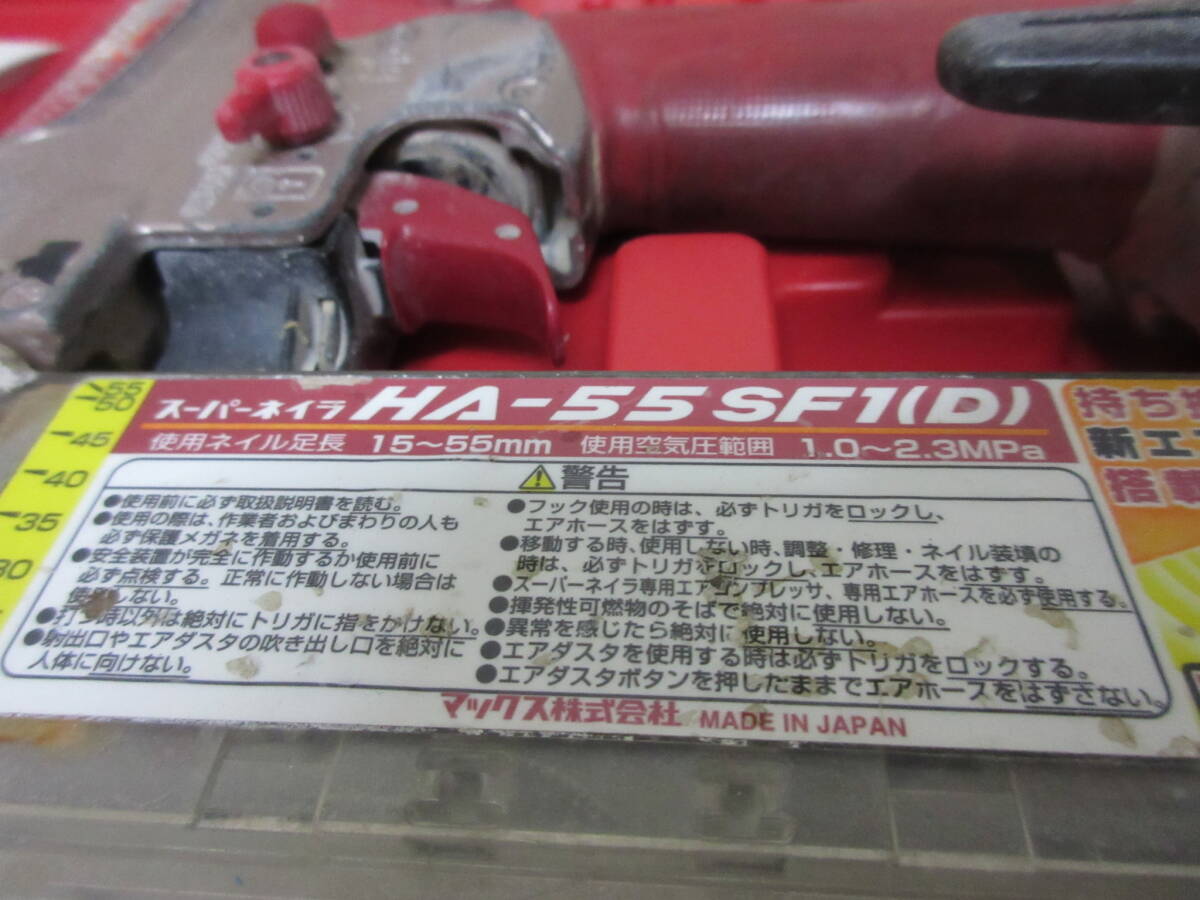 スーパーネイラ HA-55 SF1(D)
使用ネイル足長 15～55mm 使用空気圧範囲 1.0～2.3MPa
55
50
45
40
35
30
警告
●使用前に必ず取扱説明書を読む。
●使用の際は、作業者およびまわりの人も
必ず保護メガネを着用する。
●安全装置が完全に作動するか使用前に
必ず点検する。正常に作動しない場合は
使用しない。
●打つ時以外は絶対にトリガに指をかけない。
●射出口やエアダスタの吹き出し口を絶対に
人体に向けない。
●フック使用の時は、必ずトリガをロックし、
エアホースをはずす。
●移動する時、使用しない時、調整・修理・ネイル装填の
時は、必ずトリガをロックし、エアホースをはずす。
●スーパーネイラ専用エアコンプレッサ、専用エアホースを必ず使用する。
●揮発性可燃物のそばで絶対に使用しない。
●異常を感じたら絶対に使用しない。
●エアダスタを使用する時は必ずトリガをロックする。
●エアダスタボタンを押したままでエアホースをはずさない。
マックス株式会社 MADE IN JAPAN
持ち
新エ
搭